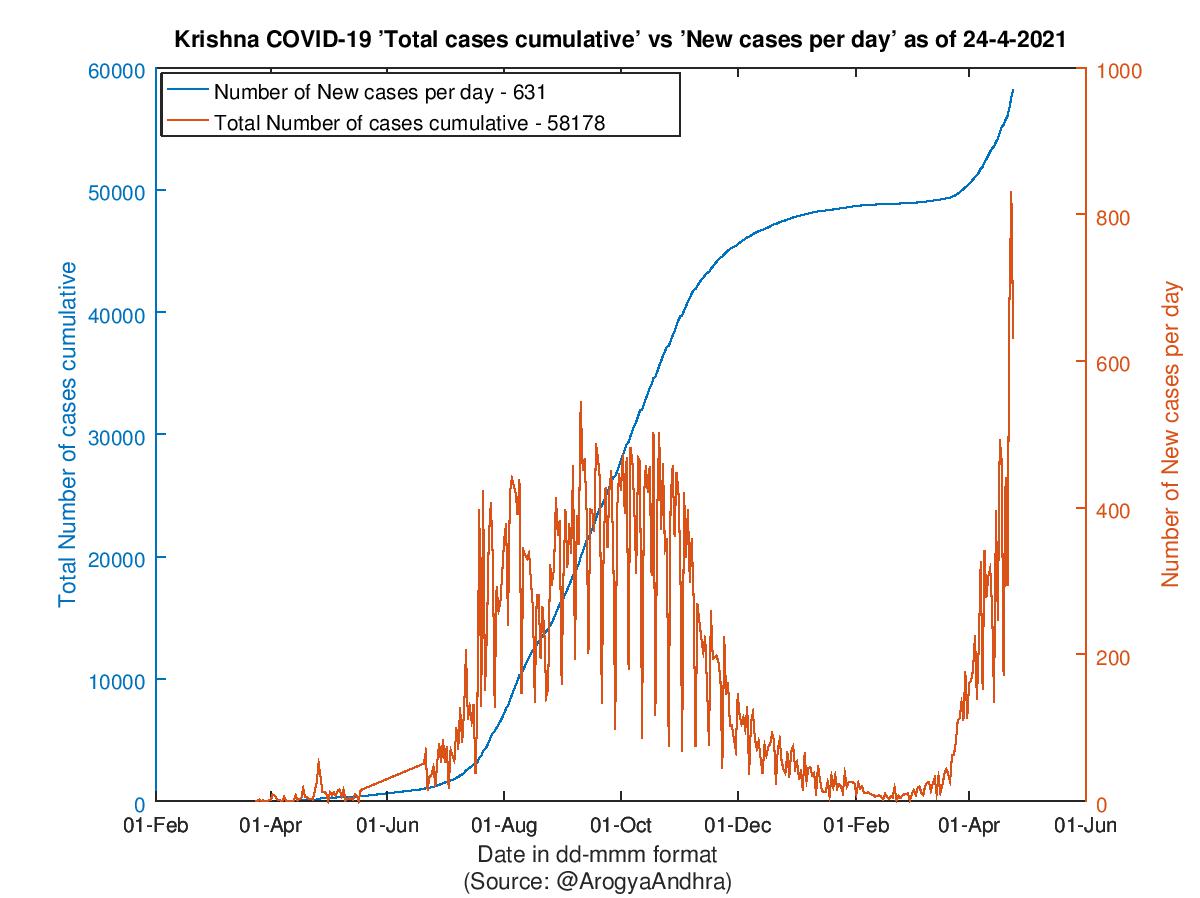 Krishna COVID-19 ’Total cases cumulative’ vs ’New cases per day’ as of 24-4-2021
Number of New cases per day - 631
Total Number of cases cumulative - 58178
60000
50000
40000
30000
20000
10000
0
Total Number of cases cumulative
1000
800
600
400
200
0
Number of New cases per day
01-Feb 01-Apr 01-Jun 01-Aug 01-Oct 01-Dec 01-Feb 01-Apr 01-Jun
Date in dd-mmm format
(Source: @ArogyaAndhra)